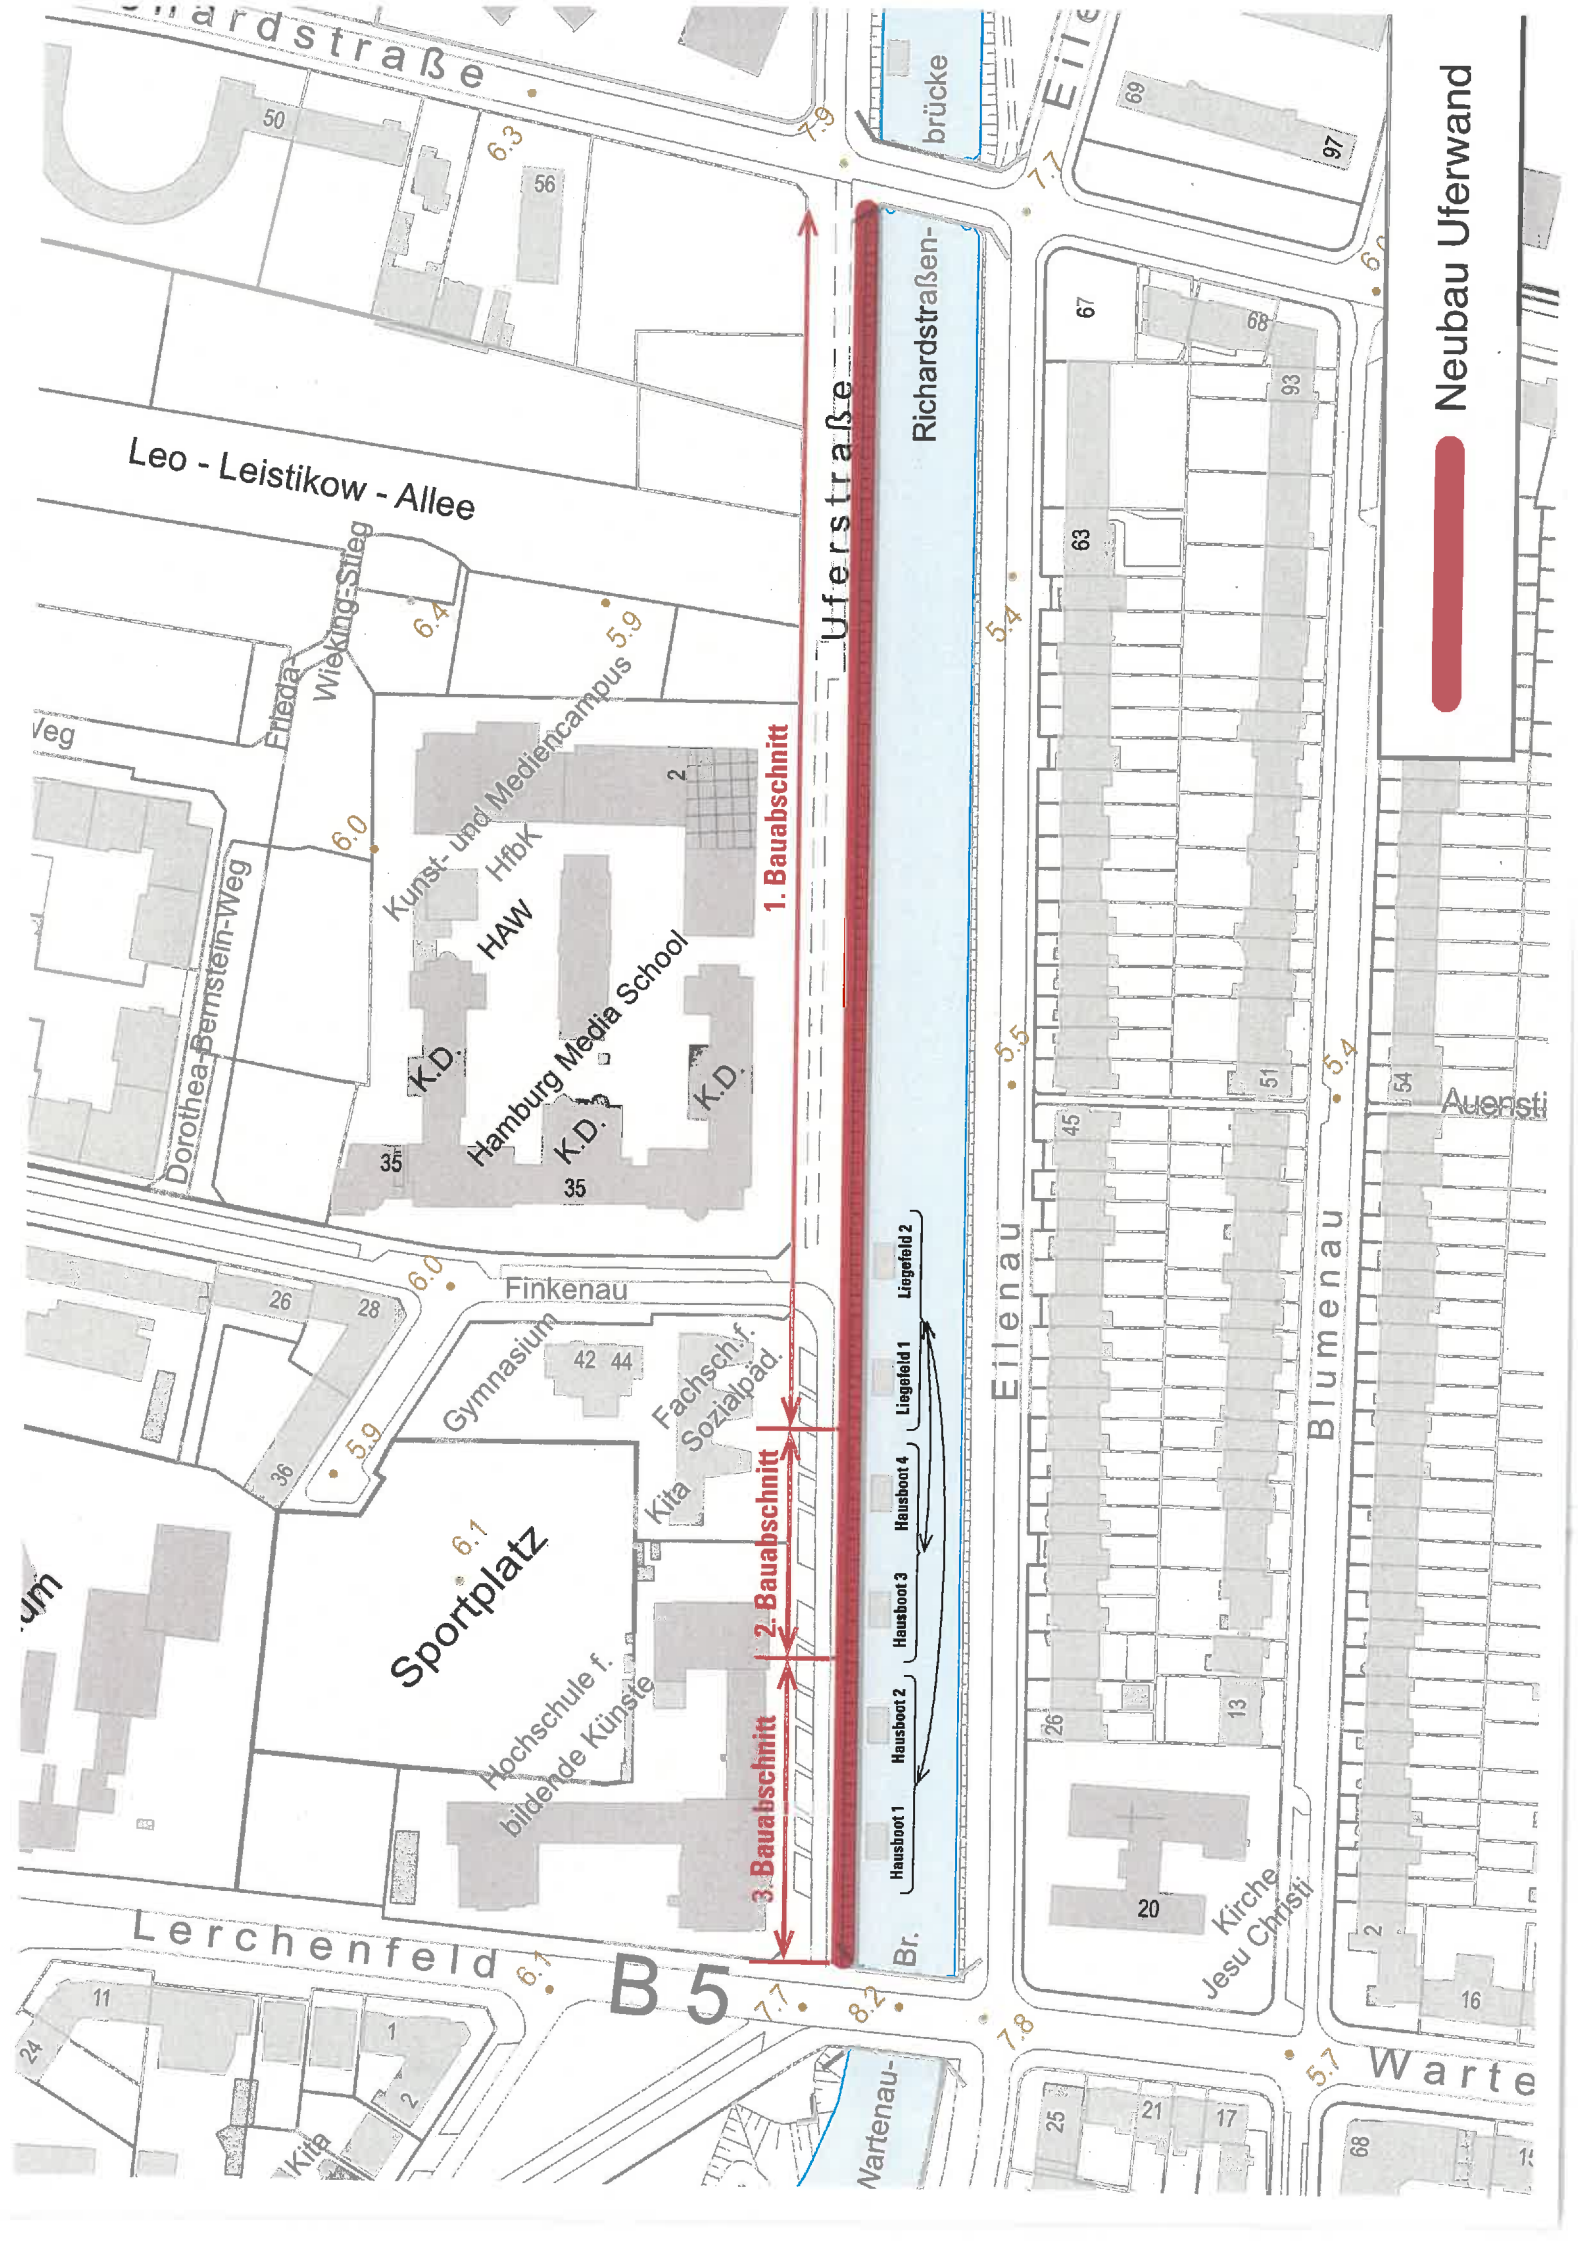 hardstraße
50
6.3
56
7.9
brücke
Eile
69
97
7.7
Neubau Uferwand
Richardstraßen-
67
68
93
63
Leo - Leistikow - Allee
Uferstraße
Frieda-
Wieking-Stieg
6.4
5.9
5.4
Weg
6.0
Kunst- und Mediencampus
HfbK
HAW
Hamburg Media School
2
1. Bauabschnitt
Dorothea-Bernstein-Weg
K.D.
K.D.
K.D.
35
35
5.5
45
51
5.4
54
Auensti
26
28
6.0
Finkenau
Gymnasium
42 44
Fachsch.f.
Sozialpäd.
Kita
36
5.9
Liegefeld 2
Liegefeld 1
Hausboot 4
Hausboot 3
Hausboot 2
Hausboot 1
Eilenau
Blumenau
2. Bauabschnitt
3. Bauabschnitt
um
6.1
Sportplatz
Hochschule f.
bildende Künste
26
13
20
Kirche
Jesu Christi
2
16
Lerchenfeld
6.1
B 5
7.7
8.2
Br.
7.8
5.7
Warte
11
24
1
2
Kita
Wartenau-
25
21
17
68